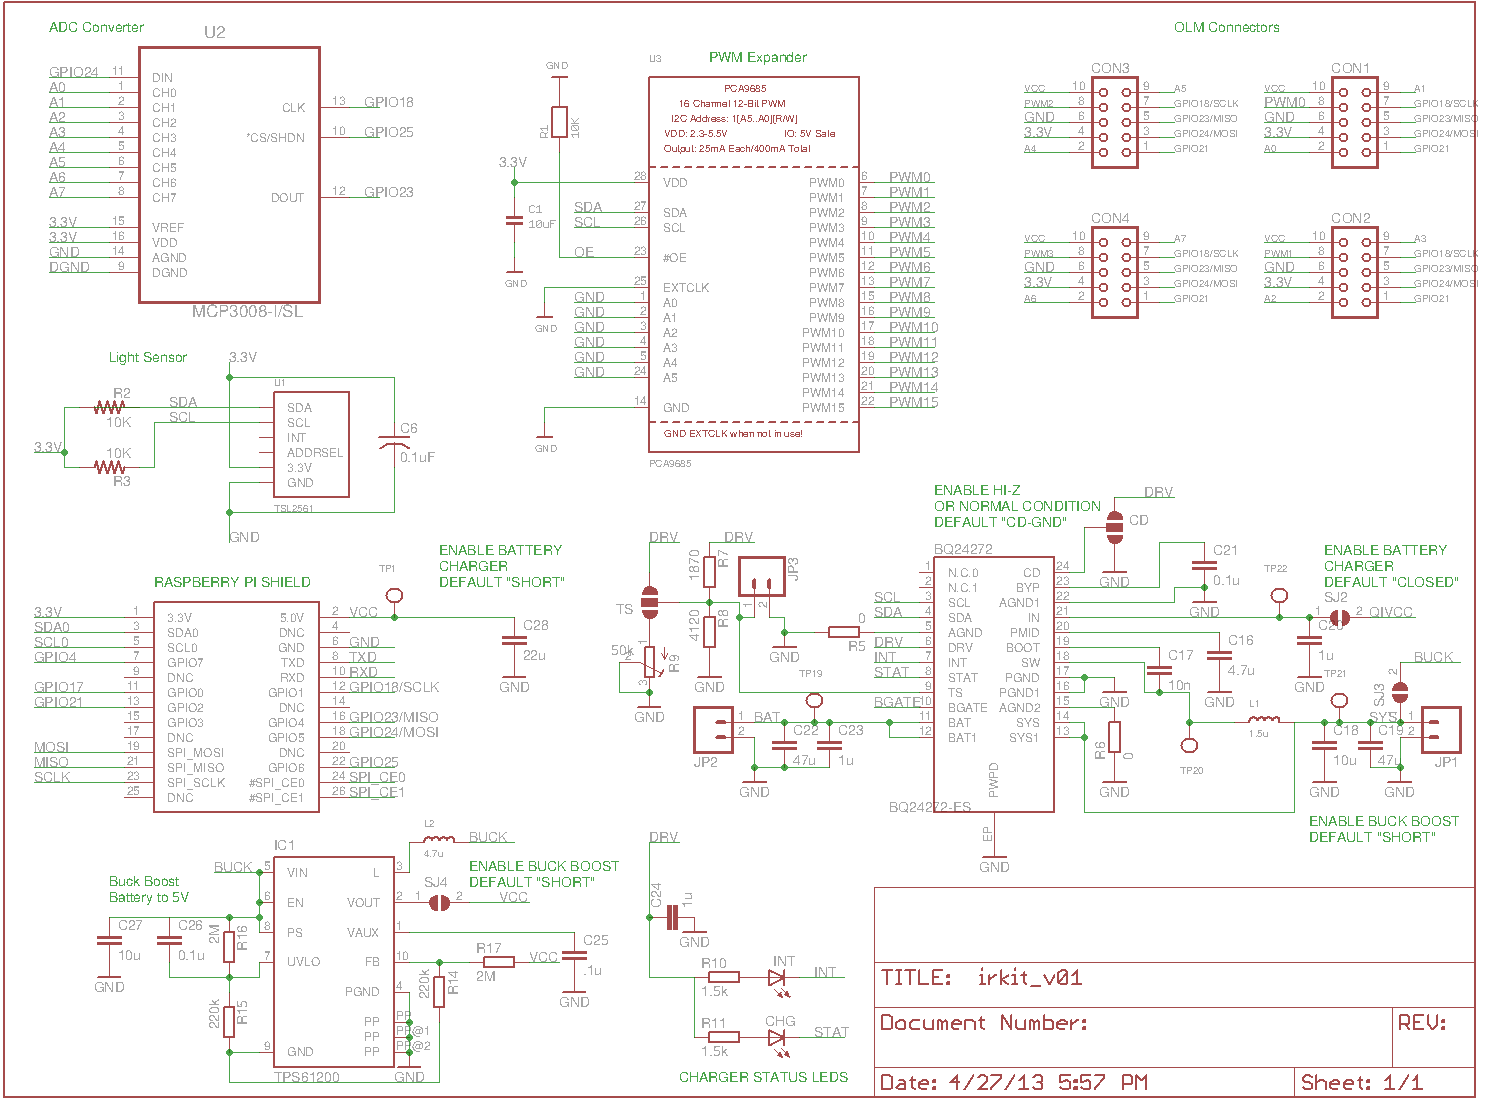 ADC Converter
U2
GPIO24 11 DIN
A0 1 CH0
A1 2 CH1
A2 3 CH2
A3 4 CH3
A4 5 CH4
A5 6 CH5
A6 7 CH6
A7 8 CH7
3.3V 15 VREF
3.3V 16 VDD
GND 14 AGND
DGND 9 DGND
CLK 13 GPIO18
*CS/SHDN 10 GPIO25
DOUT 12 GPIO23
MCP3008-I/SL
PWM Expander
U3
PCA9685
16 Channel 12-Bit PWM
I2C Address: 1[A5..A0][R/W]
VDD: 2.3-5.5V IO: 5V Sale
Output: 25mA Each/400mA Total
GND
R1
10K
3.3V
C1
10uF
GND
28 VDD
SDA 27 SDA
SCL 26 SCL
OE 23 #OE
25 EXTCLK
GND
GND 1 A0
GND 2 A1
GND 3 A2
GND 4 A3
GND 5 A4
GND 24 A5
14 GND
GND
PWM0 6 PWM0
PWM1 7 PWM1
PWM2 8 PWM2
PWM3 9 PWM3
PWM4 10 PWM4
PWM5 11 PWM5
PWM6 12 PWM6
PWM7 13 PWM7
PWM8 15 PWM8
PWM9 16 PWM9
PWM10 17 PWM10
PWM11 18 PWM11
PWM12 19 PWM12
PWM13 20 PWM13
PWM14 21 PWM14
PWM15 22 PWM15
GND EXTCLK when not in use!
PCA9685
OLM Connectors
CON3
VCC 10 9 A5
PWM2 8 7 GPIO18/SCLK
GND 6 5 GPIO23/MISO
3.3V 4 3 GPIO24/MOSI
A4 2 1 GPIO21
CON1
VCC 10 9 A1
PWM0 8 7 GPIO18/SCLK
GND 6 5 GPIO23/MISO
3.3V 4 3 GPIO24/MOSI
A0 2 1 GPIO21
CON4
VCC 10 9 A7
PWM3 8 7 GPIO18/SCLK
GND 6 5 GPIO23/MISO
3.3V 4 3 GPIO24/MOSI
A6 2 1 GPIO21
CON2
VCC 10 9 A3
PWM1 8 7 GPIO18/SCLK
GND 6 5 GPIO23/MISO
3.3V 4 3 GPIO24/MOSI
A2 2 1 GPIO21
Light Sensor
3.3V
U1
R2
10K
SDA
SCL
3.3V
10K
R3
SDA
SCL
INT
ADDRSEL
3.3V
GND
TSL2561
C6
0.1uF
GND
ENABLE BATTERY
CHARGER
DEFAULT "SHORT"
TP1
RASPBERRY PI SHIELD
3.3V 1 3.3V
SDA0 3 SDA0
SCL0 5 SCL0
GPIO4 7 GPIO7
9 DNC
GPIO17 11 GPIO0
GPIO21 13 GPIO2
15 GPIO3
17 DNC
MOSI 19 SPI_MOSI
MISO 21 SPI_MISO
SCLK 23 SPI_SCLK
25 DNC
5.0V 2 VCC
DNC 4
GND 6 GND
TXD 8 TXD
RXD 10 RXD
GPIO1 12 GPIO18/SCLK
DNC 14
GPIO4 16 GPIO23/MISO
GPIO5 18 GPIO24/MOSI
DNC 20
GPIO6 22 GPIO25
#SPI_CE0 24 SPI_CE0
#SPI_CE1 26 SPI_CE1
C28
22u
GND
DRV
TS
50k
R9
1
2
3
GND
DRV
1870
R7
4120
R8
GND
JP3
1
2
GND
0
R5
TP19
JP2
1
2
BAT
C22
47u
C23
1u
GND
ENABLE HI-Z
OR NORMAL CONDITION
DEFAULT "CD-GND"
DRV
CD
GND
BQ24272
1 N.C.0
2 N.C.1
SCL 3 SCL
SDA 4 SDA
5 AGND
DRV 6 DRV
INT 7 INT
STAT 8 STAT
9 TS
BGATE 10 BGATE
11 BAT
12 BAT1
CD 24
BYP 23
AGND1 22
IN 21
PMID 20
BOOT 19
SW 18
PGND 17
PGND1 16
AGND2 15
SYS 14
SYS1 13
PWPD
BQ24272-ES
EP
GND
C21
0.1u
GND
C16
4.7u
GND
C17
10n
GND
R6
0
GND
TP20
TP22
ENABLE BATTERY
CHARGER
DEFAULT "CLOSED"
SJ2
1 2 QIVCC
C20
1u
GND
TP21
BUCK
SJ3
L1
1.5u
SYS
C18
10u
GND
C19
47u
GND
1
2
JP1
ENABLE BUCK BOOST
DEFAULT "SHORT"
Buck Boost
Battery to 5V
IC1
BUCK 5 VIN
6 EN
8 PS
7 UVLO
9 GND
L 3
VOUT 2
VAUX 1
FB 10
PGND 4
PP PP
PP PP@1
PP PP@2
TPS61200
GND
C27
10u
GND
C26
0.1u
2M
R16
220k
R15
L2
4.7u
BUCK
ENABLE BUCK BOOST
DEFAULT "SHORT"
SJ4
1 2 VCC
C25
.1u
GND
R17
2M
VCC
220k
R14
DRV
C24
1u
GND
R10
1.5k
INT
INT
R11
1.5k
CHG
STAT
CHARGER STATUS LEDS
TITLE: irkit_v01
Document Number:
REV:
Date: 4/27/13 5:57 PM
Sheet: 1/1